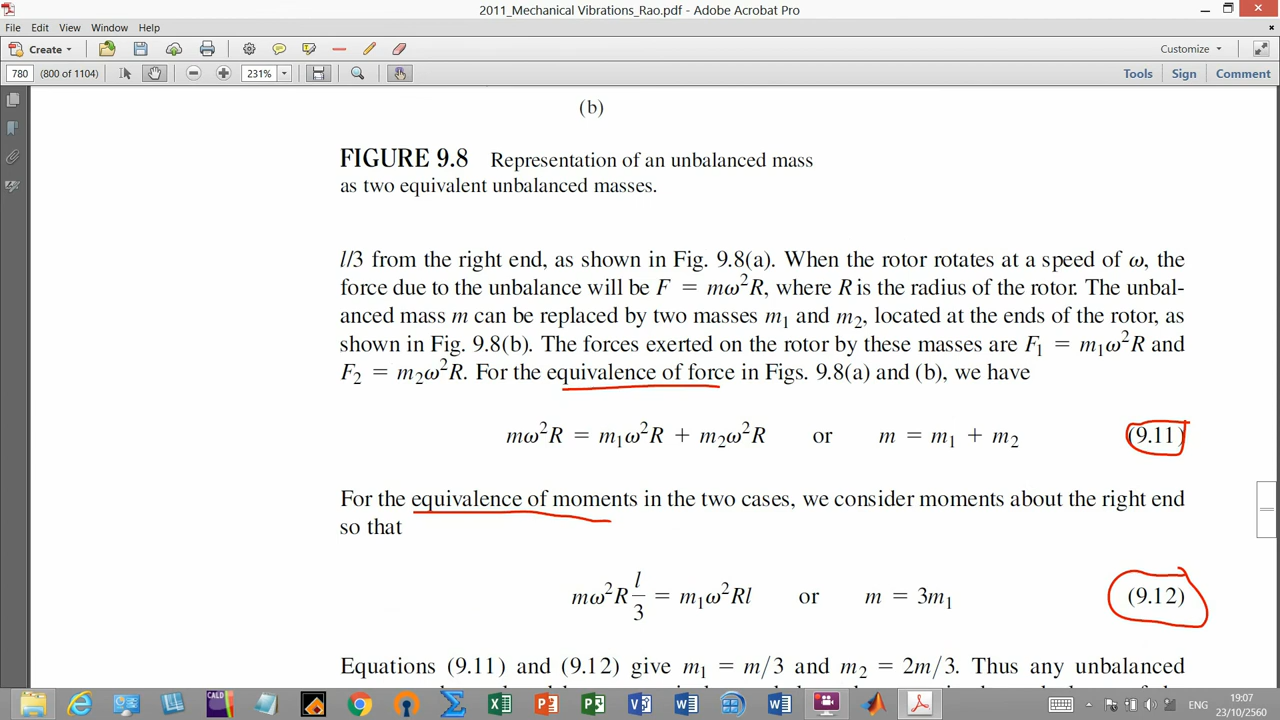 2011_Mechanical Vibrations_Rao.pdf - Adobe Acrobat Pro
File Edit View Window Help
Create Customize
780 (800 of 1104) 231% Tools Sign Comment
(b)
FIGURE 9.8 Representation of an unbalanced mass
as two equivalent unbalanced masses.
l/3 from the right end, as shown in Fig. 9.8(a). When the rotor rotates at a speed of ω, the
force due to the unbalance will be F = mω²R, where R is the radius of the rotor. The unbal-
anced mass m can be replaced by two masses m₁ and m₂, located at the ends of the rotor, as
shown in Fig. 9.8(b). The forces exerted on the rotor by these masses are F₁ = m₁ω²R and
F₂ = m₂ω²R. For the equivalence of force in Figs. 9.8(a) and (b), we have
mω²R = m₁ω²R + m₂ω²R or m = m₁ + m₂ (9.11)
For the equivalence of moments in the two cases, we consider moments about the right end
so that
mω²R l/3 = m₁ω²Rl or m = 3m₁ (9.12)
Equations (9.11) and (9.12) give m₁ = m/3 and m₂ = 2m/3. Thus any unbalanced
CALD
ENG
19:07
23/10/2560